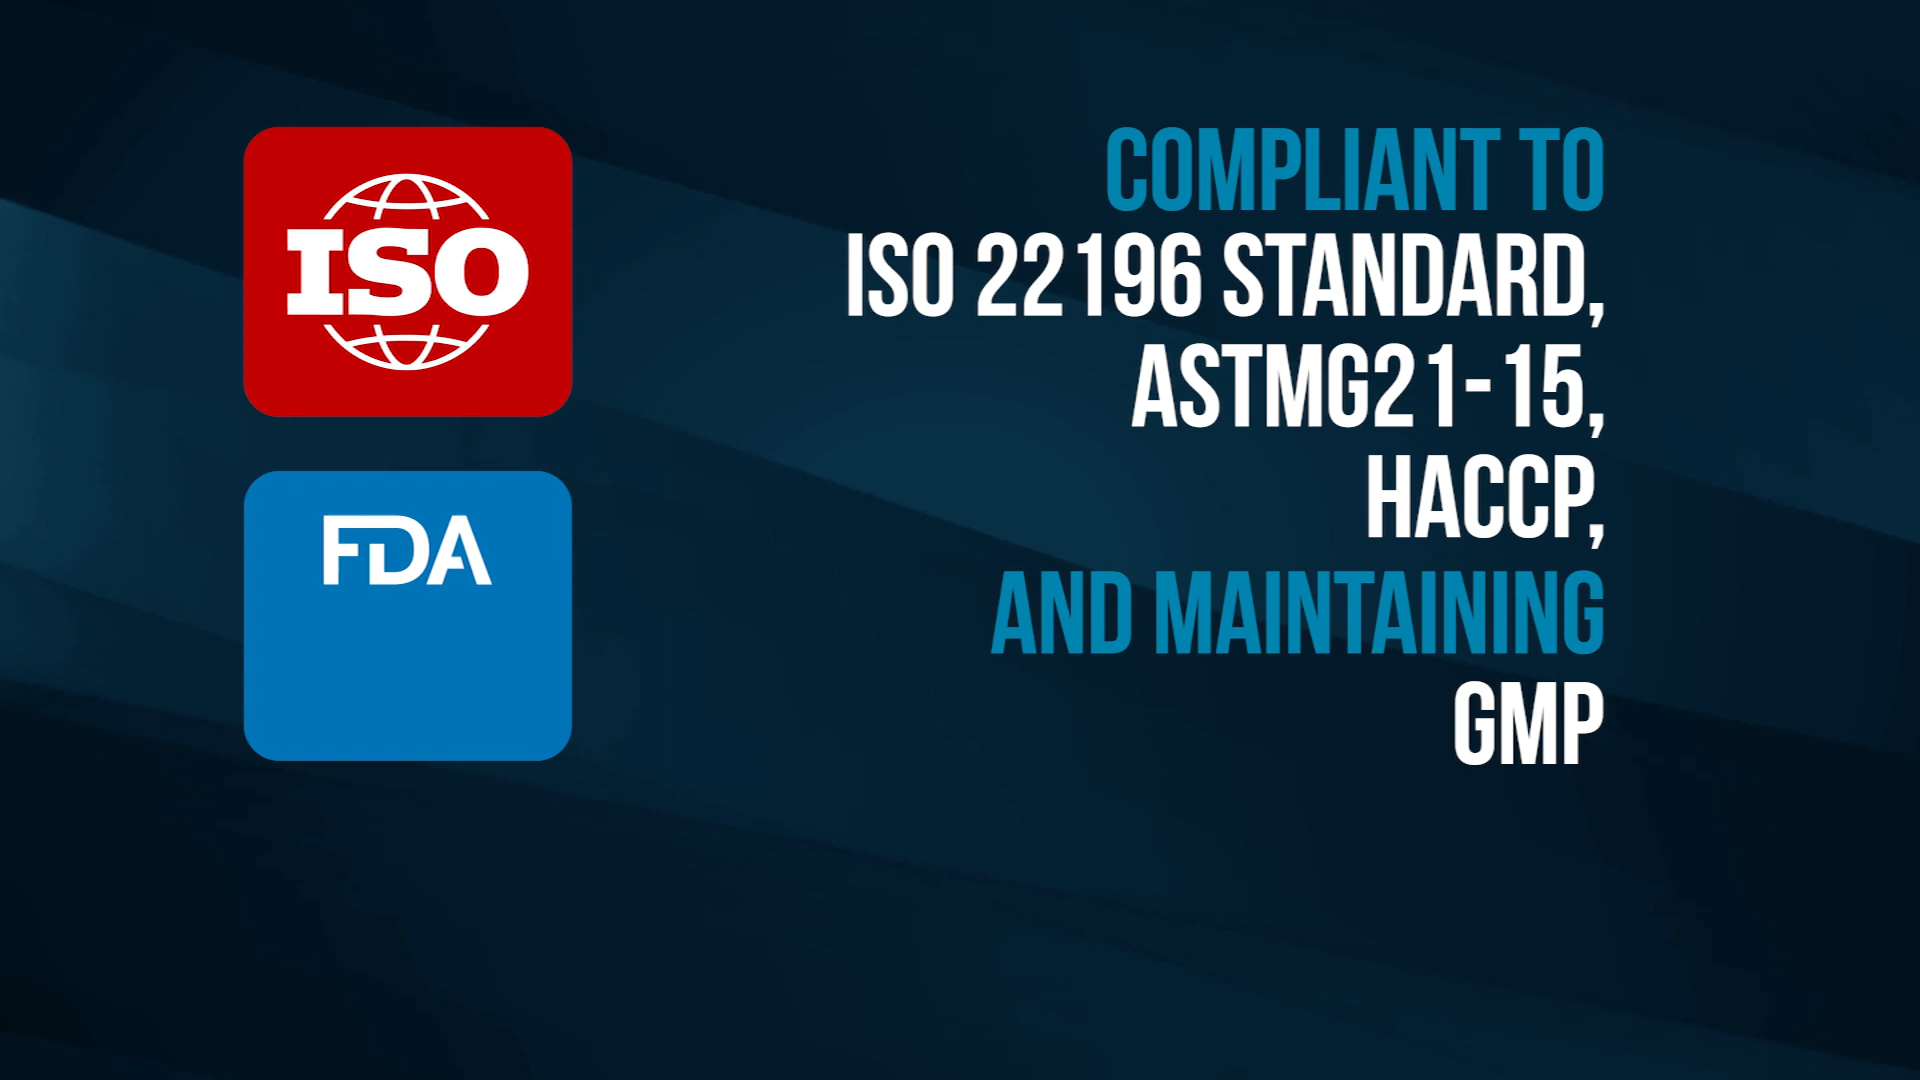 ISO
FDA
COMPLIANT TO
ISO 22196 STANDARD,
ASTMG21-15,
HACCP,
AND MAINTAINING
GMP